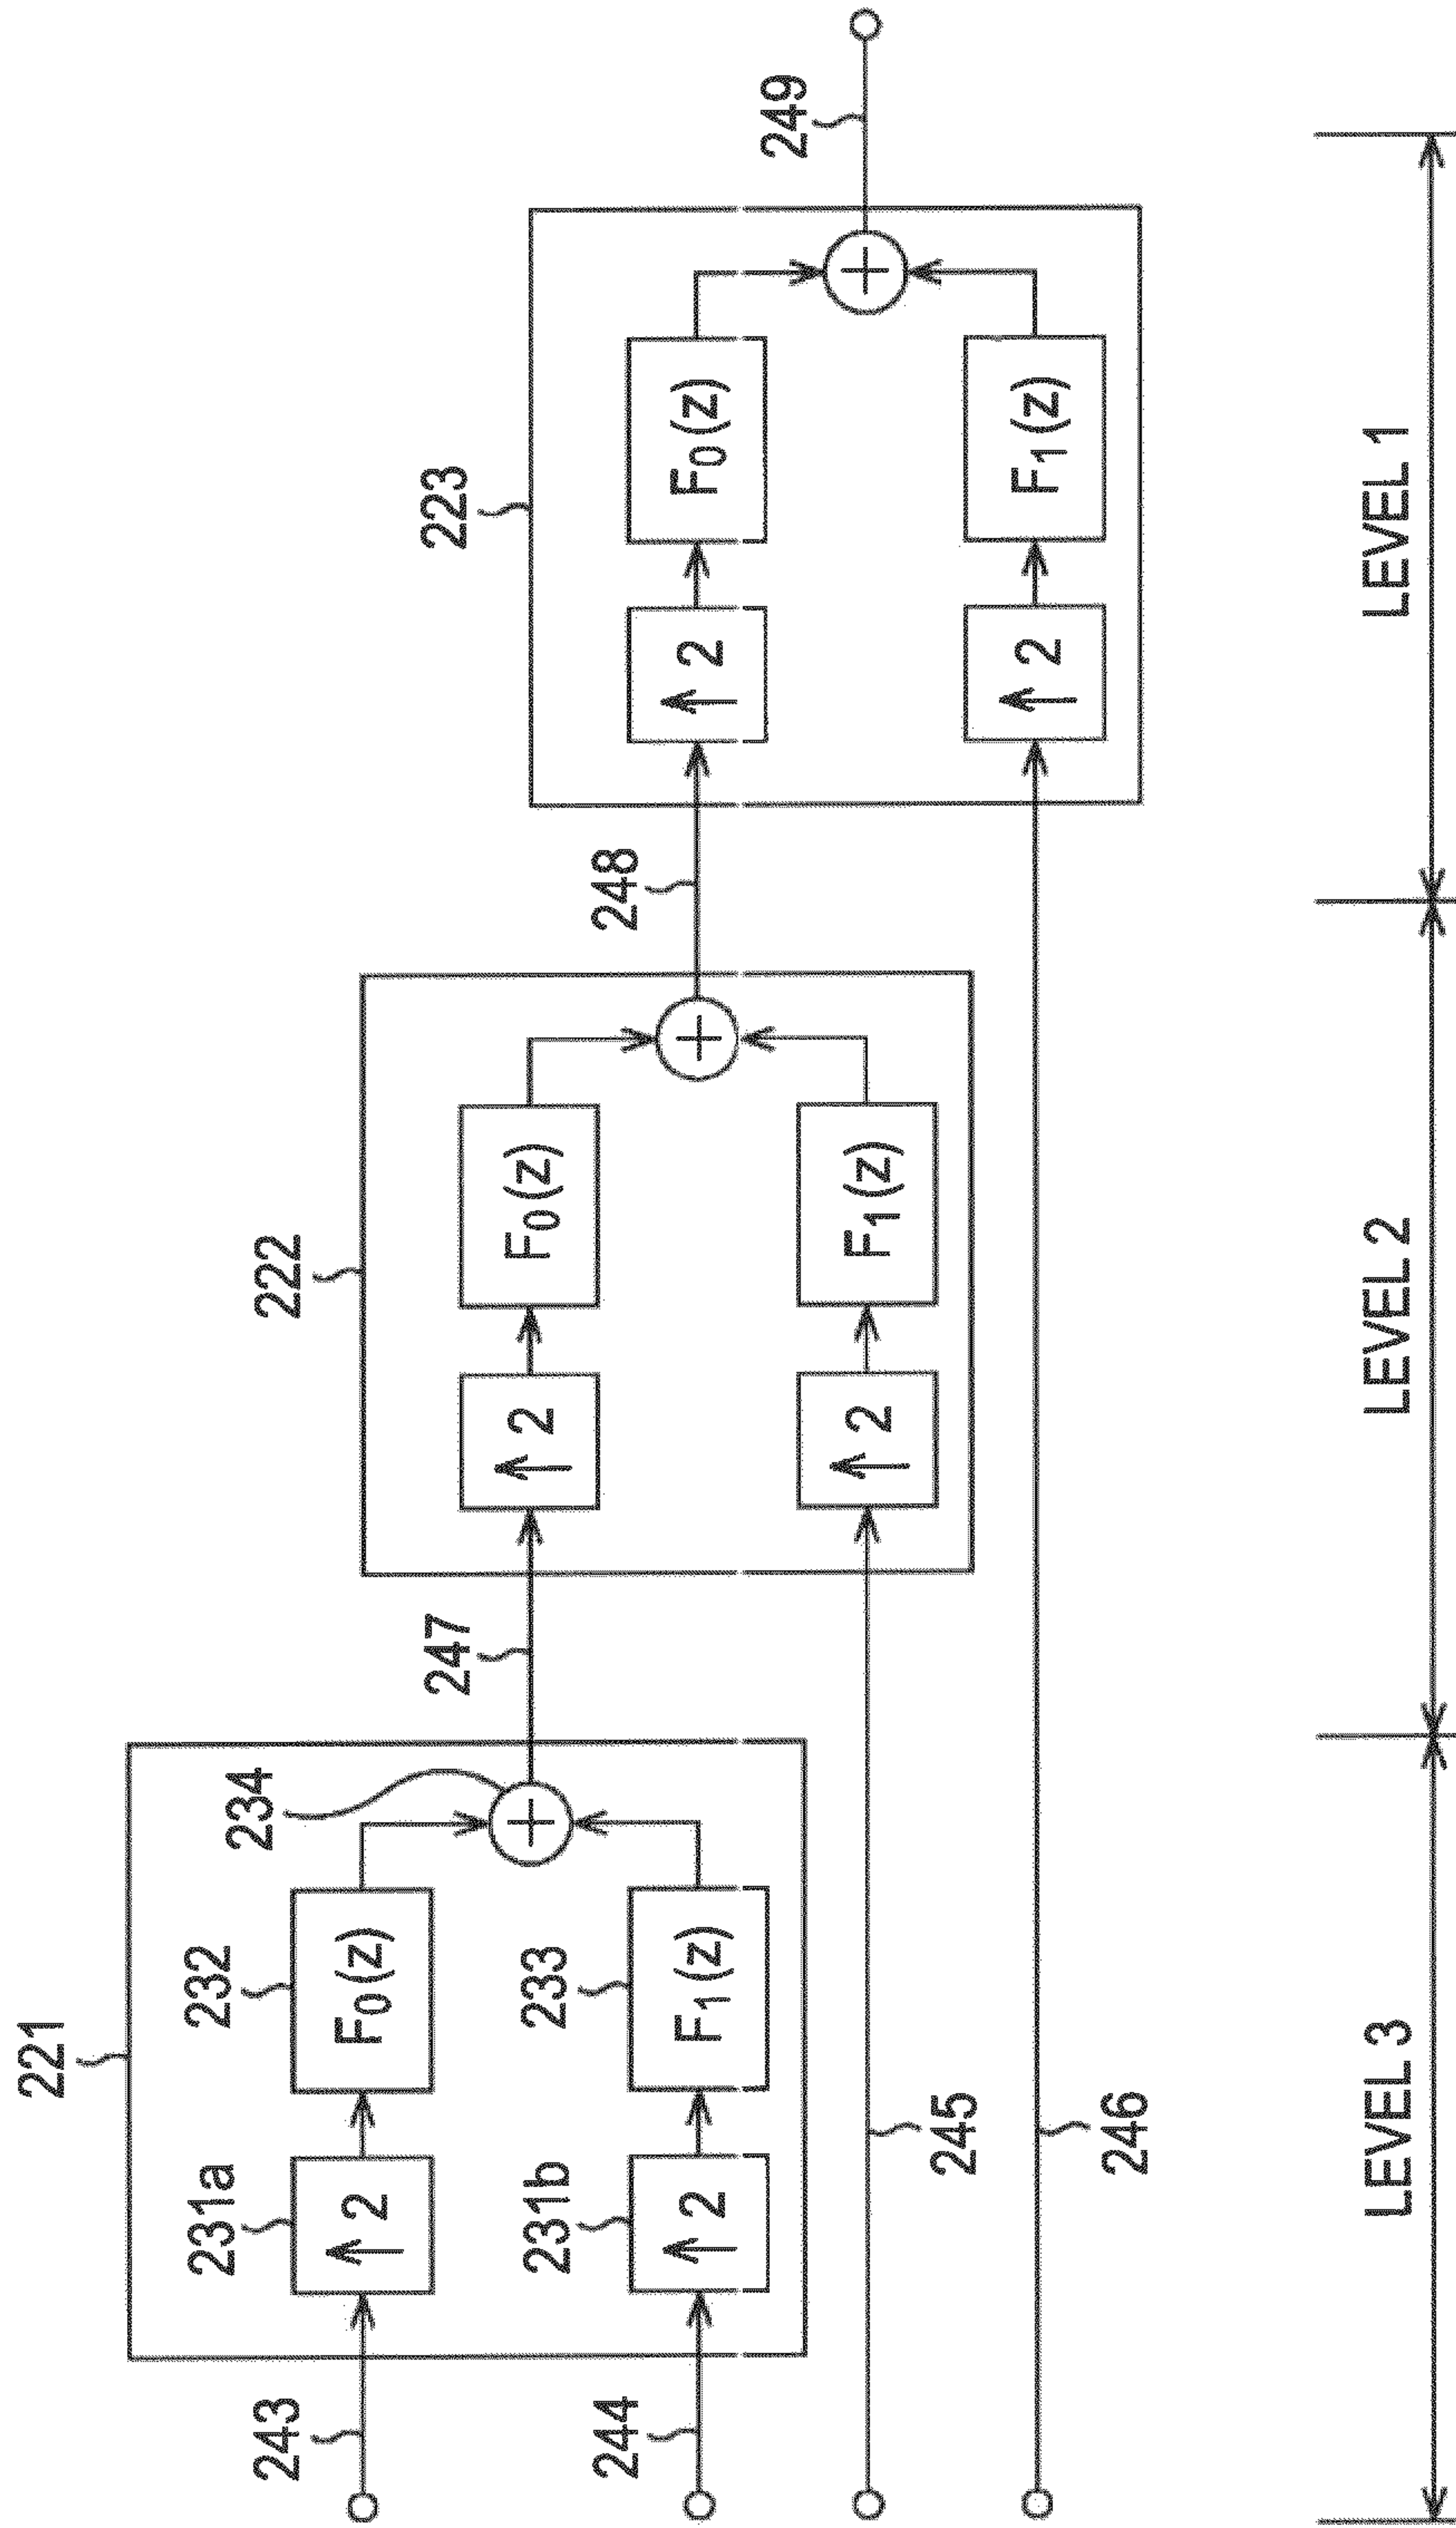 221
231a
232
234
243
↑ 2
F0(z)
+
231b
233
244
↑ 2
F1(z)
247
222
↑ 2
F0(z)
+
245
↑ 2
F1(z)
248
223
↑ 2
F0(z)
+
249
246
↑ 2
F1(z)
LEVEL 3
LEVEL 2
LEVEL 1